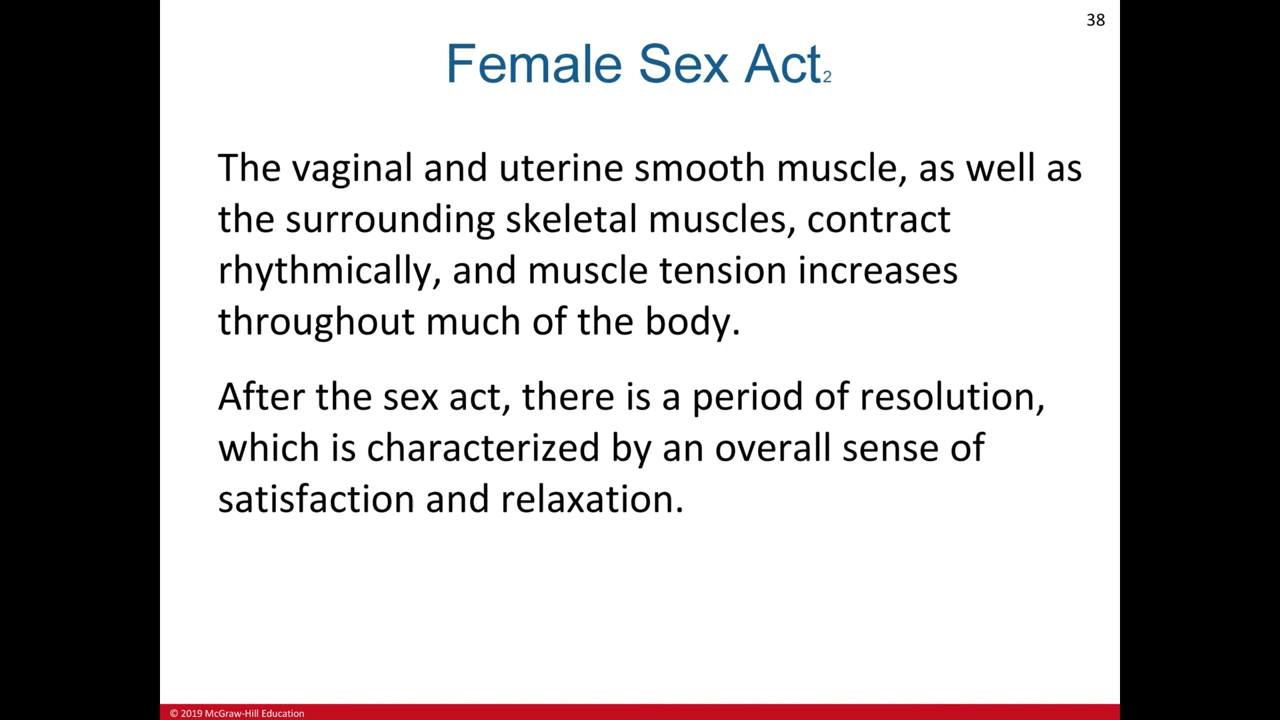 38
Female Sex Act2
The vaginal and uterine smooth muscle, as well as
the surrounding skeletal muscles, contract
rhythmically, and muscle tension increases
throughout much of the body.
After the sex act, there is a period of resolution,
which is characterized by an overall sense of
satisfaction and relaxation.
© 2019 McGraw-Hill Education